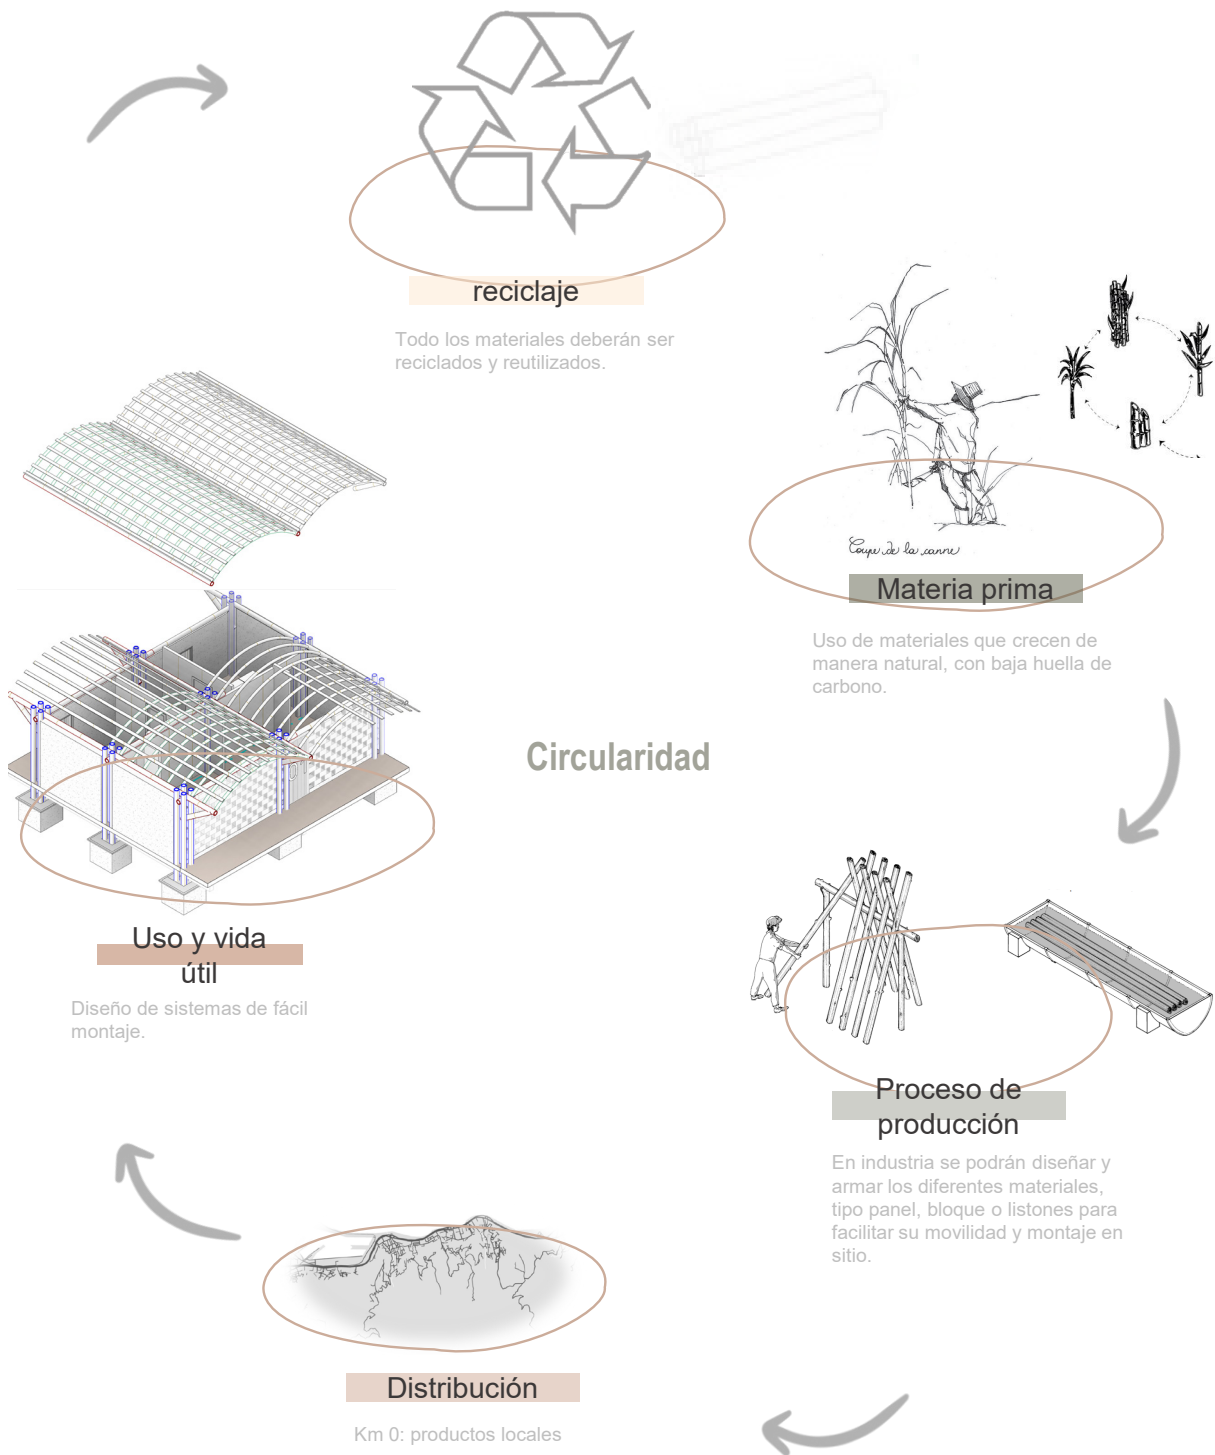 reciclaje
Todo los materiales deberán ser
reciclados y reutilizados.
Coupe de la canne
Materia prima
Uso de materiales que crecen de
manera natural, con baja huella de
carbono.
Circularidad
Uso y vida
útil
Diseño de sistemas de fácil
montaje.
Proceso de
producción
En industria se podrán diseñar y
armar los diferentes materiales,
tipo panel, bloque o listones para
facilitar su movilidad y montaje en
sitio.
Distribución
Km 0: productos locales